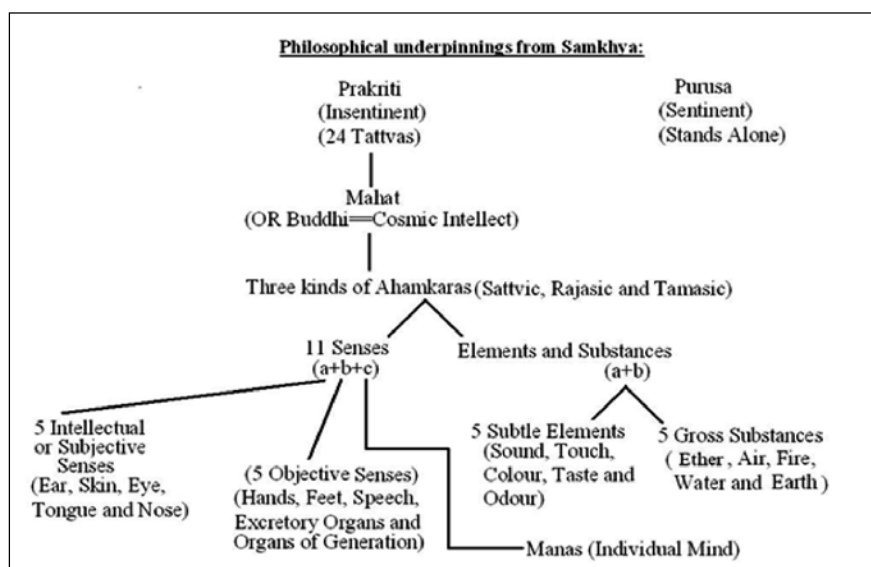 Philosophical underpinnings from Samkhva:
Prakriti
(Insentinent)
(24 Tattvas)
Purusa
(Sentinent)
(Stands Alone)
Mahat
(OR Buddhi══Cosmic Intellect)
Three kinds of Ahamkaras (Sattvic, Rajasic and Tamasic)
11 Senses
(a+b+c)
Elements and Substances
(a+b)
5 Intellectual
or Subjective
Senses
(Ear, Skin, Eye,
Tongue and Nose)
(5 Objective Senses)
(Hands, Feet, Speech,
Excretory Organs and
Organs of Generation)
5 Subtle Elements
(Sound, Touch,
Colour, Taste and
Odour)
5 Gross Substances
( Ether, Air, Fire,
Water and Earth )
Manas (Individual Mind)